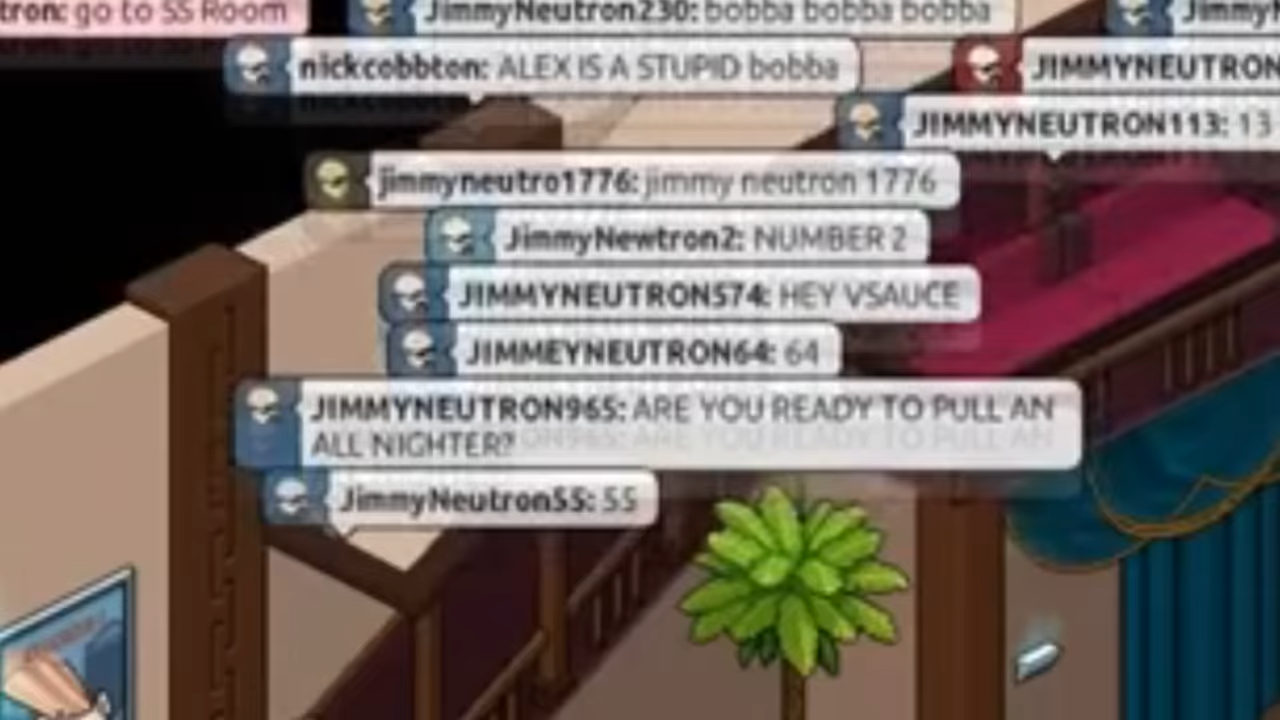 tron: go to SS Room
JimmyNeutron230: bobba bobba bobba
nickcobbton: ALEX IS A STUPID bobba
JIMMYNEUTRON
JIMMYNEUTRON113: 13
jimmyneutro1776: jimmy neutron 1776
JimmyNewtron2: NUMBER 2
JIMMYNEUTRON574: HEY VSAUCE
JIMMEYNEUTRON64: 64
JIMMYNEUTRON965: ARE YOU READY TO PULL AN
ALL NIGHTER?
JimmyNeutron55: 55